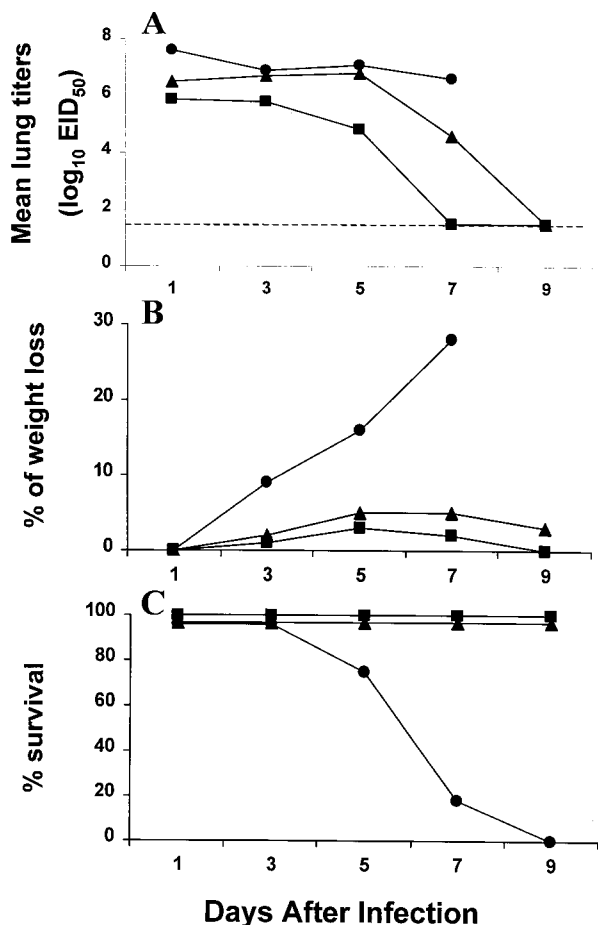 A
Mean lung titers
(log10 EID50)
8
6
4
2
0
1 3 5 7 9
B
% of weight loss
30
20
10
0
1 3 5 7 9
C
% survival
100
80
60
40
20
0
1 3 5 7 9
Days After Infection